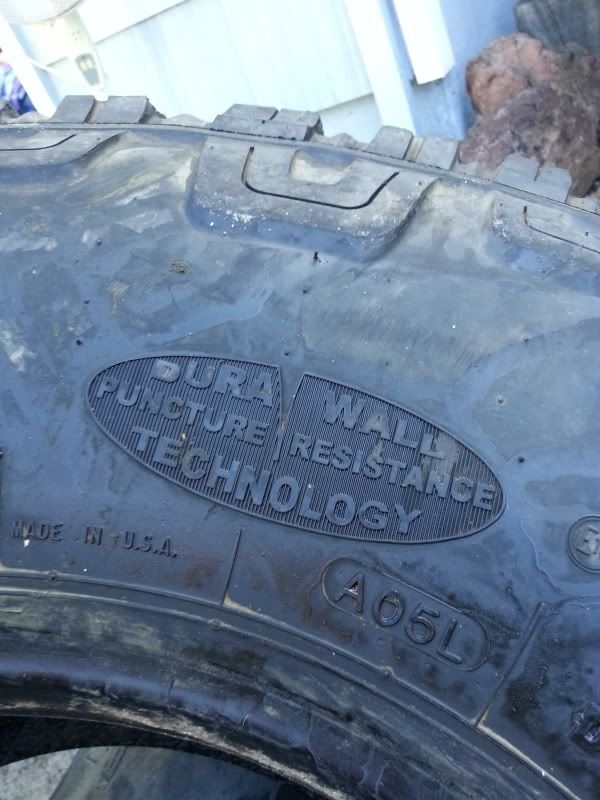 DURA WALL
PUNCTURE RESISTANCE
TECHNOLOGY
MADE IN U.S.A.
A05L